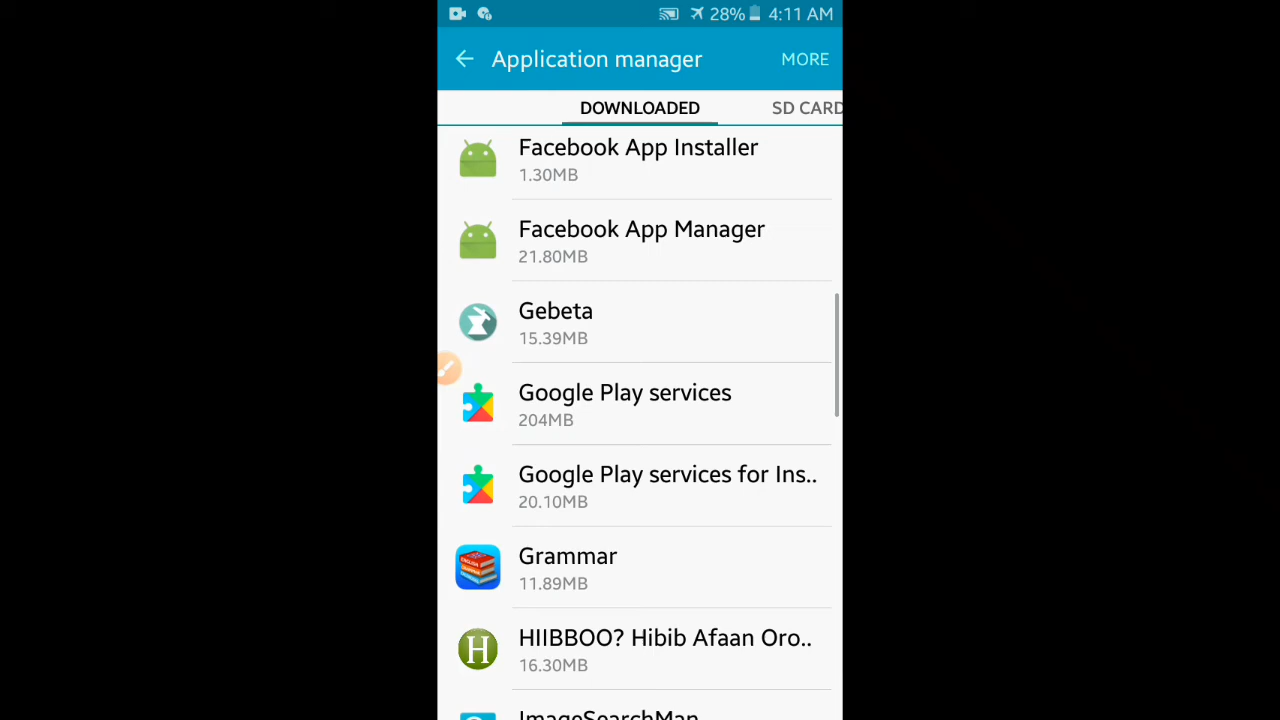 28% 4:11 AM
Application manager MORE
DOWNLOADED SD CARD
Facebook App Installer
1.30MB
Facebook App Manager
21.80MB
Gebeta
15.39MB
Google Play services
204MB
Google Play services for Ins..
20.10MB
Grammar
11.89MB
H
HIIBBOO? Hibib Afaan Oro..
16.30MB
ImageSearchMan